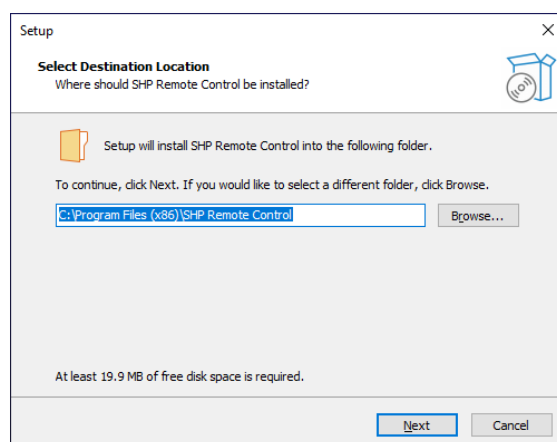 Setup
Select Destination Location
Where should SHP Remote Control be installed?
Setup will install SHP Remote Control into the following folder.
To continue, click Next. If you would like to select a different folder, click Browse.
C:\Program Files (x86)\SHP Remote Control
Browse...
At least 19.9 MB of free disk space is required.
Next
Cancel